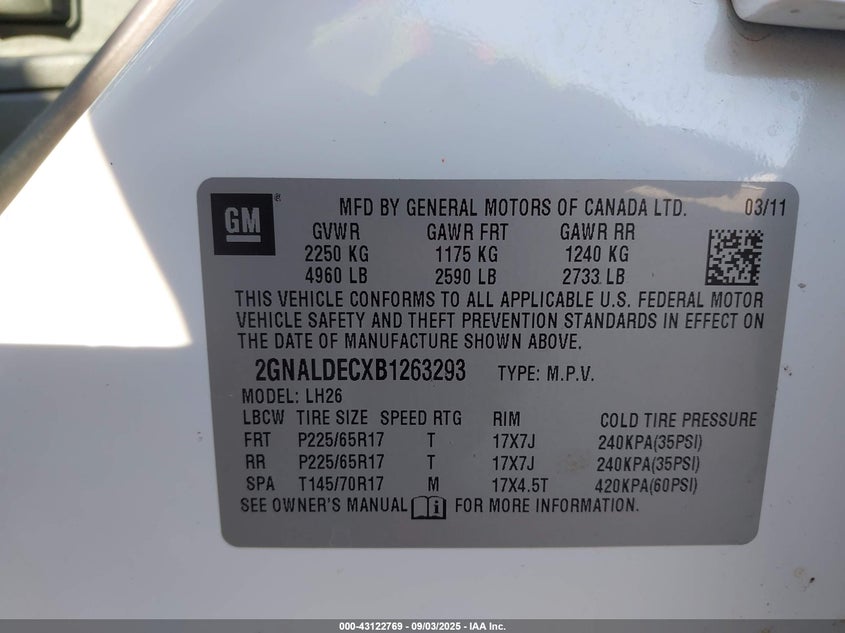 GM ®
MFD BY GENERAL MOTORS OF CANADA LTD. 03/11
GVWR GAWR FRT GAWR RR
2250 KG 1175 KG 1240 KG
4960 LB 2590 LB 2733 LB
THIS VEHICLE CONFORMS TO ALL APPLICABLE U.S. FEDERAL MOTOR
VEHICLE SAFETY AND THEFT PREVENTION STANDARDS IN EFFECT ON
THE DATE OF MANUFACTURE SHOWN ABOVE.
2GNALDECXB1263293 TYPE: M.P.V.
MODEL: LH26
LBCW TIRE SIZE SPEED RTG RIM COLD TIRE PRESSURE
FRT P225/65R17 T 17X7J 240KPA(35PSI)
RR P225/65R17 T 17X7J 240KPA(35PSI)
SPA T145/70R17 M 17X4.5T 420KPA(60PSI)
SEE OWNER'S MANUAL i FOR MORE INFORMATION.
000-43122769 - 09/03/2025 - IAA Inc.